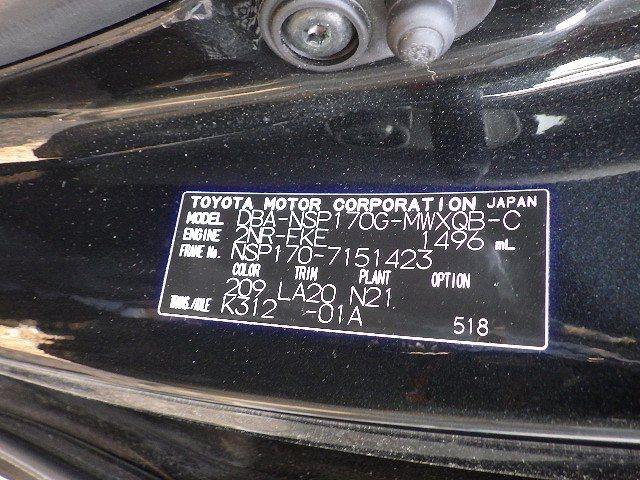 TOYOTA MOTOR CORPORATION JAPAN
MODEL DBA-NSP170G-MWXQB-C
ENGINE 2NR-EKE 1496 mL
FRAME No. NSP170-7151423
COLOR TRIM PLANT OPTION
209 LA20 N21
TRANS./AXLE K312 -01A 518